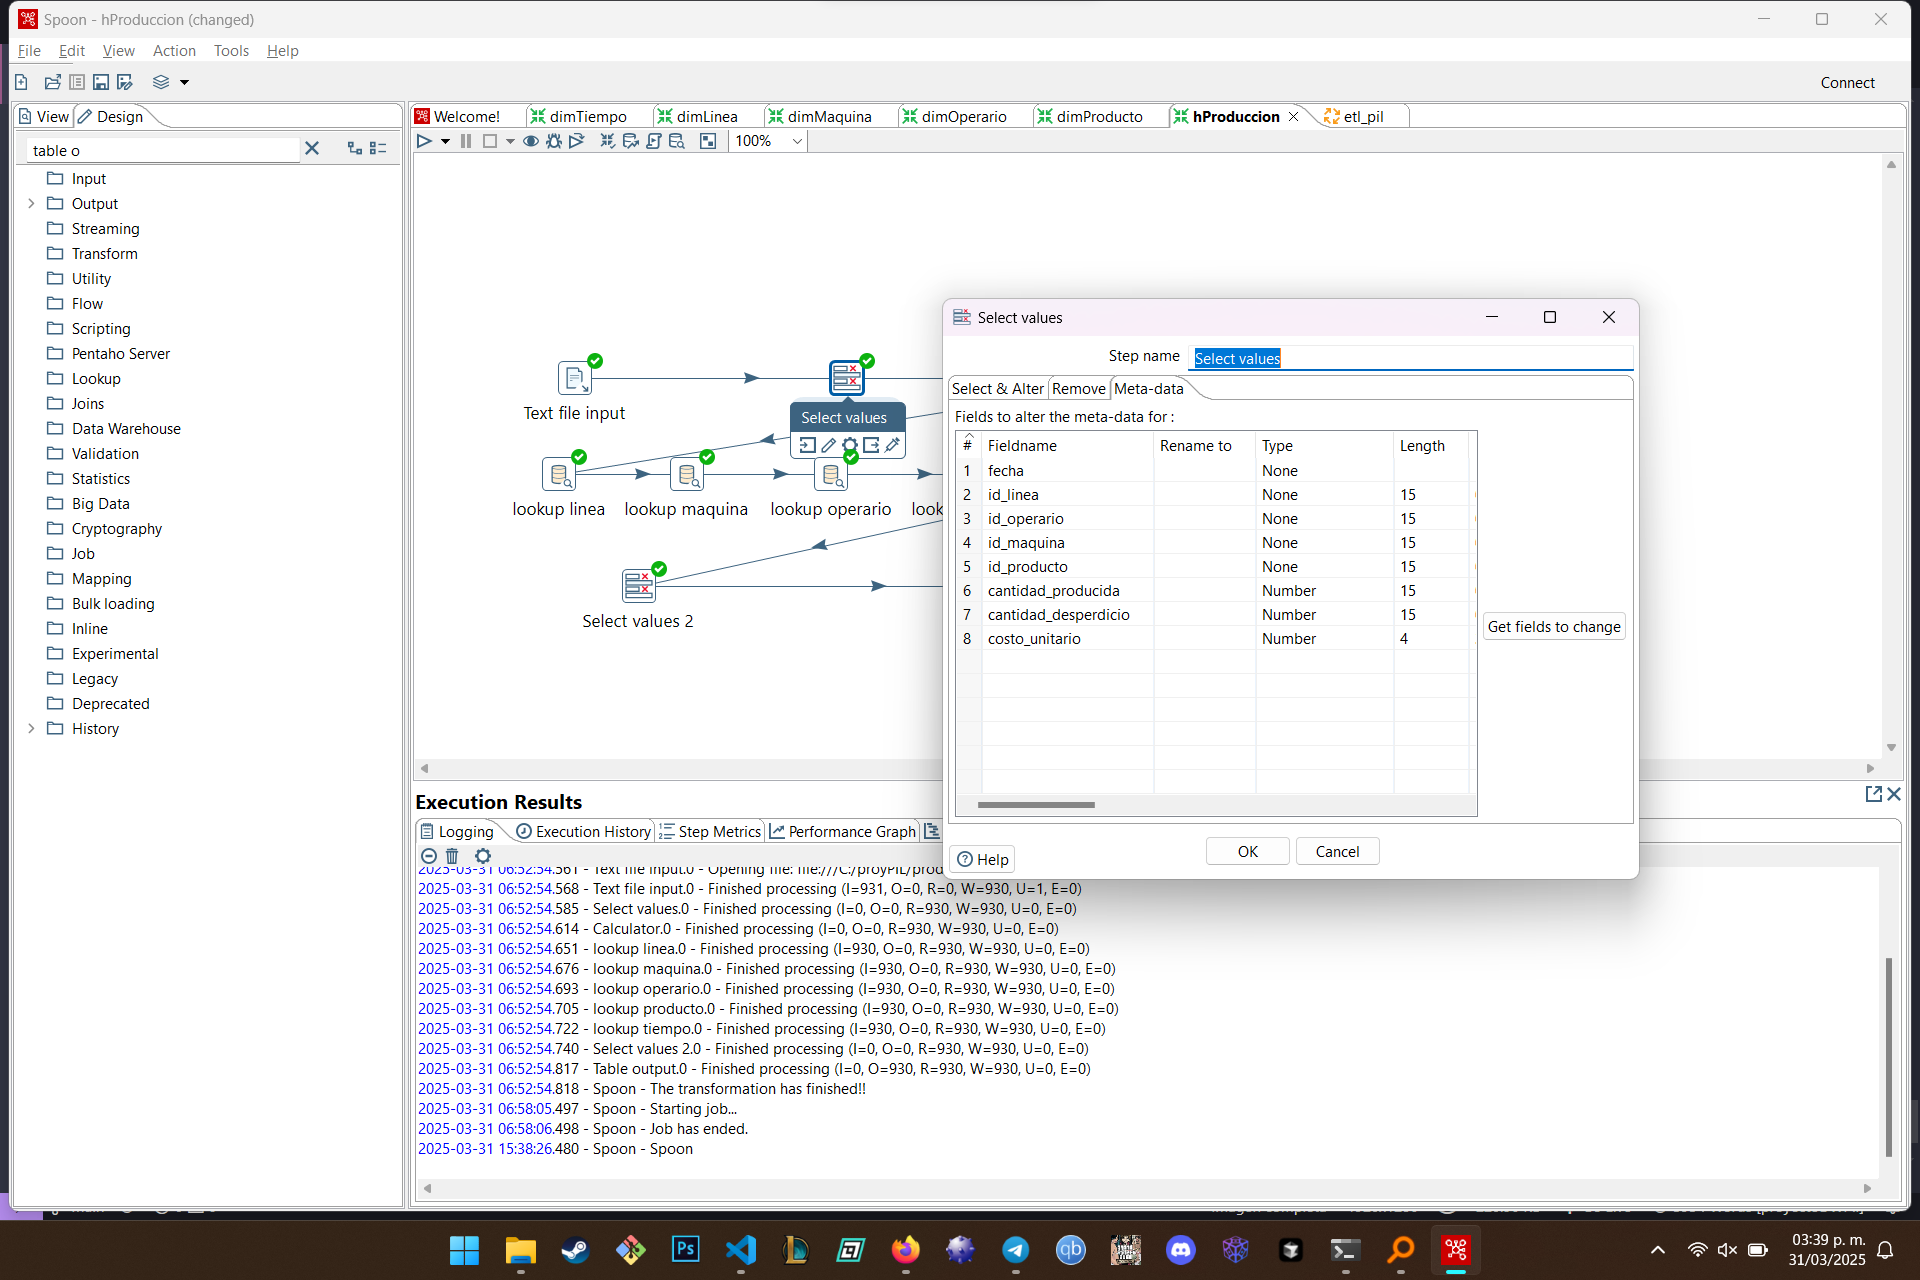 Spoon - hProduccion (changed)
File Edit View Action Tools Help
Connect
View Design
Welcome! dimTiempo dimLinea dimMaquina dimOperario dimProducto hProduccion etl_pil
table o
100%
Input
Output
Streaming
Transform
Utility
Flow
Scripting
Pentaho Server
Lookup
Joins
Data Warehouse
Validation
Statistics
Big Data
Cryptography
Job
Mapping
Bulk loading
Inline
Experimental
Legacy
Deprecated
History
Text file input
Select values
lookup linea lookup maquina lookup operario look
Select values 2
Select values
Step name Select values
Select & Alter Remove Meta-data
Fields to alter the meta-data for :
# Fieldname Rename to Type Length
1 fecha None
2 id_linea None 15
3 id_operario None 15
4 id_maquina None 15
5 id_producto None 15
6 cantidad_producida Number 15
7 cantidad_desperdicio Number 15
8 costo_unitario Number 4
Get fields to change
Help OK Cancel
Execution Results
Logging Execution History Step Metrics Performance Graph
2025-03-31 06:52:54.561 - Text file input.0 - Opening file: file:///C:/proyPIL/prod
2025-03-31 06:52:54.568 - Text file input.0 - Finished processing (I=931, O=0, R=0, W=930, U=1, E=0)
2025-03-31 06:52:54.585 - Select values.0 - Finished processing (I=0, O=0, R=930, W=930, U=0, E=0)
2025-03-31 06:52:54.614 - Calculator.0 - Finished processing (I=0, O=0, R=930, W=930, U=0, E=0)
2025-03-31 06:52:54.651 - lookup linea.0 - Finished processing (I=930, O=0, R=930, W=930, U=0, E=0)
2025-03-31 06:52:54.676 - lookup maquina.0 - Finished processing (I=930, O=0, R=930, W=930, U=0, E=0)
2025-03-31 06:52:54.693 - lookup operario.0 - Finished processing (I=930, O=0, R=930, W=930, U=0, E=0)
2025-03-31 06:52:54.705 - lookup producto.0 - Finished processing (I=930, O=0, R=930, W=930, U=0, E=0)
2025-03-31 06:52:54.722 - lookup tiempo.0 - Finished processing (I=930, O=0, R=930, W=930, U=0, E=0)
2025-03-31 06:52:54.740 - Select values 2.0 - Finished processing (I=0, O=0, R=930, W=930, U=0, E=0)
2025-03-31 06:52:54.817 - Table output.0 - Finished processing (I=0, O=930, R=930, W=930, U=0, E=0)
2025-03-31 06:52:54.818 - Spoon - The transformation has finished!!
2025-03-31 06:58:05.497 - Spoon - Starting job...
2025-03-31 06:58:06.498 - Spoon - Job has ended.
2025-03-31 15:38:26.480 - Spoon - Spoon
Ps
qb
03:39 p. m.
31/03/2025